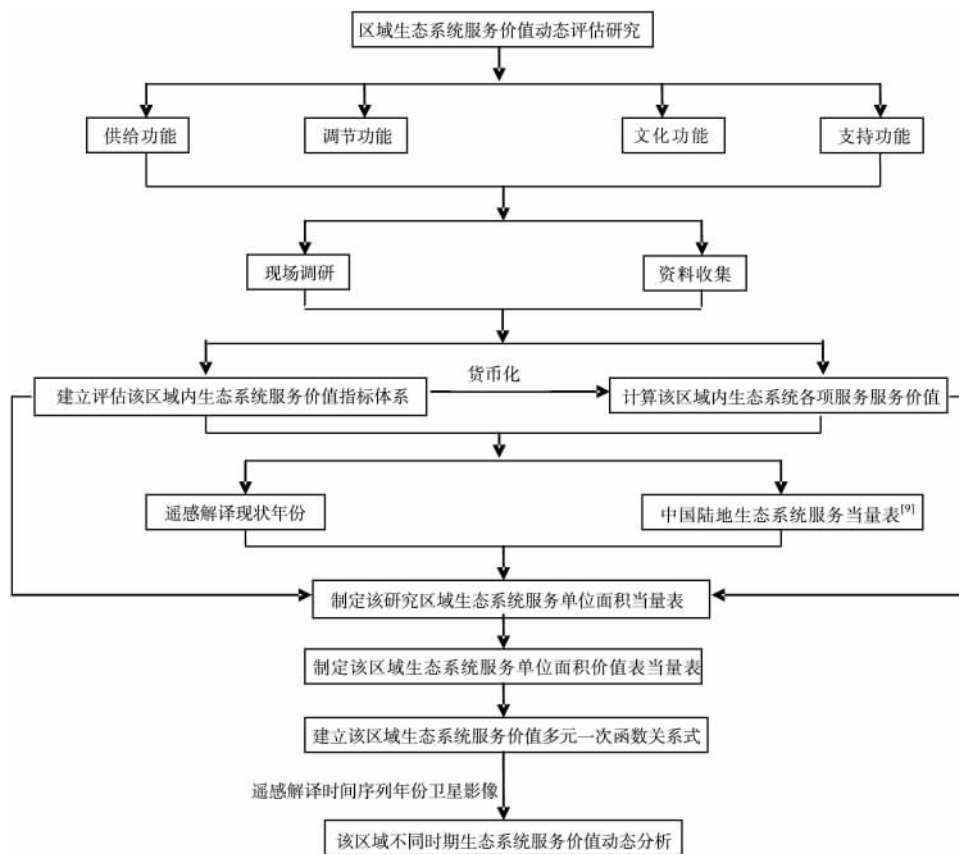 区域生态系统服务价值动态评估研究
供给功能
调节功能
文化功能
支持功能
现场调研
资料收集
建立评估该区域内生态系统服务价值指标体系
货币化
计算该区域内生态系统各项服务服务价值
遥感解译现状年份
中国陆地生态系统服务当量表[9]
制定该研究区域生态系统服务单位面积当量表
制定该区域生态系统服务单位面积价值表当量表
建立该区域生态系统服务价值多元一次函数关系式
遥感解译时间序列年份卫星影像
该区域不同时期生态系统服务价值动态分析